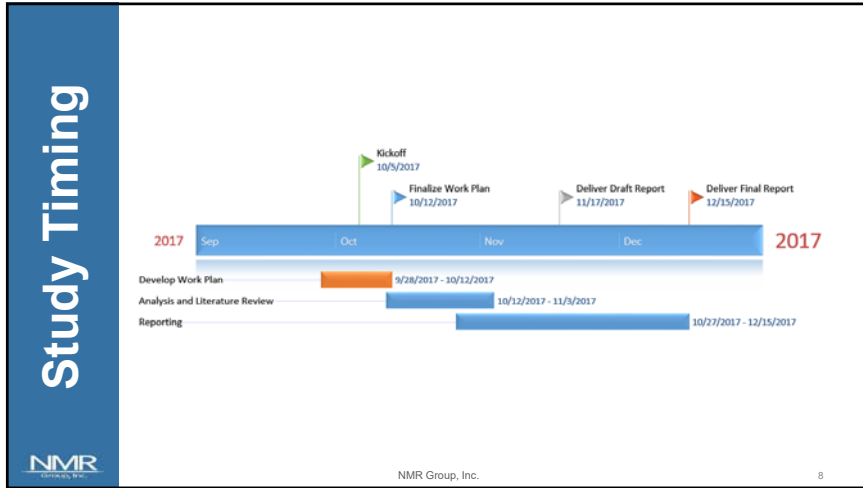 Study Timing
Kickoff
10/5/2017
Finalize Work Plan
10/12/2017
Deliver Draft Report
11/17/2017
Deliver Final Report
12/15/2017
2017 Sep Oct Nov Dec 2017
Develop Work Plan 9/28/2017 - 10/12/2017
Analysis and Literature Review 10/12/2017 - 11/3/2017
Reporting 10/27/2017 - 12/15/2017
NMR
Group, Inc.
NMR Group, Inc. 8